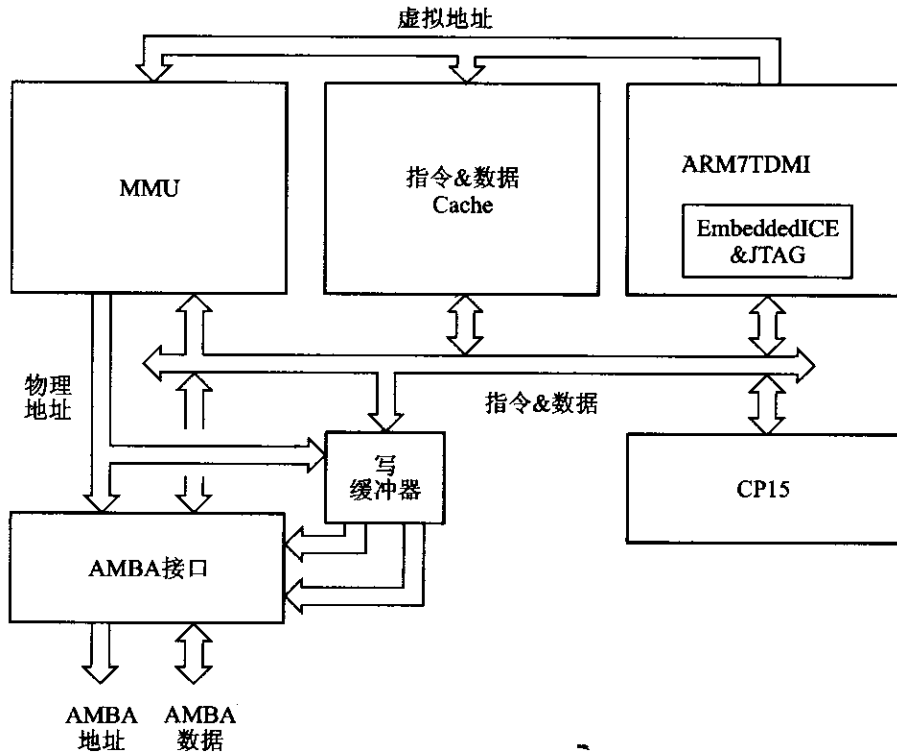 虚拟地址
MMU
指令&数据
Cache
ARM7TDMI
EmbeddedICE
&JTAG
物理
地址
指令&数据
写
缓冲器
CP15
AMBA接口
AMBA
地址
AMBA
数据